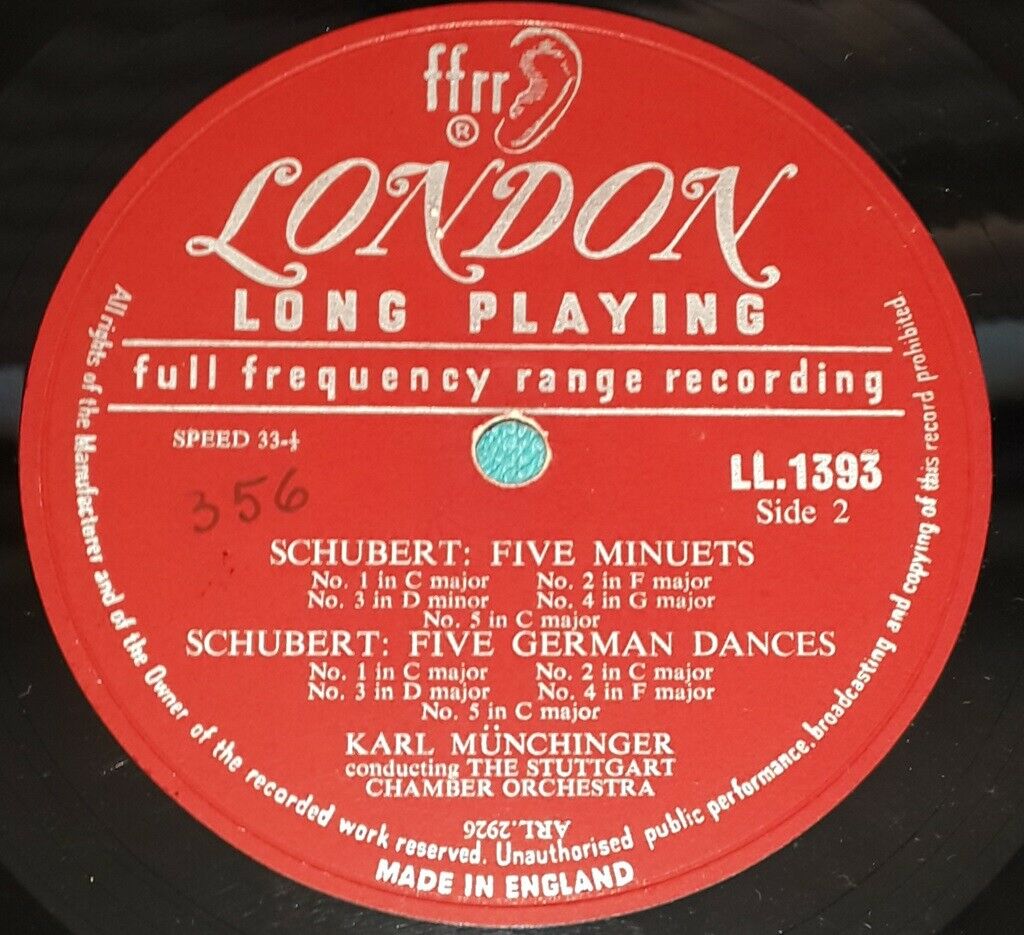 ffrr
®
LONDON
LONG PLAYING
full frequency range recording
SPEED 33-⅓
LL.1393
356
Side 2
SCHUBERT: FIVE MINUETS
No. 1 in C major No. 2 in F major
No. 3 in D minor No. 4 in G major
No. 5 in C major
SCHUBERT: FIVE GERMAN DANCES
No. 1 in C major No. 2 in C major
No. 3 in D major No. 4 in F major
No. 5 in C major
KARL MÜNCHINGER
conducting THE STUTTGART
CHAMBER ORCHESTRA
ARL.2926
All rights of the Manufacturer and of the Owner of the recorded work reserved. Unauthorised public performance, broadcasting and copying of this record prohibited.
MADE IN ENGLAND